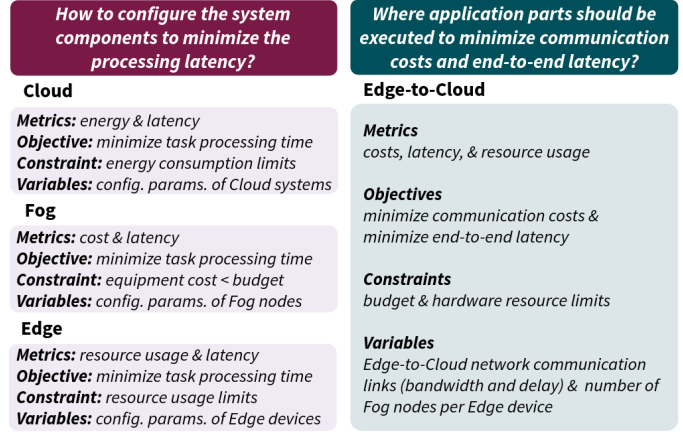 How to configure the system
components to minimize the
processing latency?
Cloud
Metrics: energy & latency
Objective: minimize task processing time
Constraint: energy consumption limits
Variables: config. params. of Cloud systems
Fog
Metrics: cost & latency
Objective: minimize task processing time
Constraint: equipment cost < budget
Variables: config. params. of Fog nodes
Edge
Metrics: resource usage & latency
Objective: minimize task processing time
Constraint: resource usage limits
Variables: config. params. of Edge devices
Where application parts should be
executed to minimize communication
costs and end-to-end latency?
Edge-to-Cloud
Metrics
costs, latency, & resource usage
Objectives
minimize communication costs &
minimize end-to-end latency
Constraints
budget & hardware resource limits
Variables
Edge-to-Cloud network communication
links (bandwidth and delay) & number of
Fog nodes per Edge device